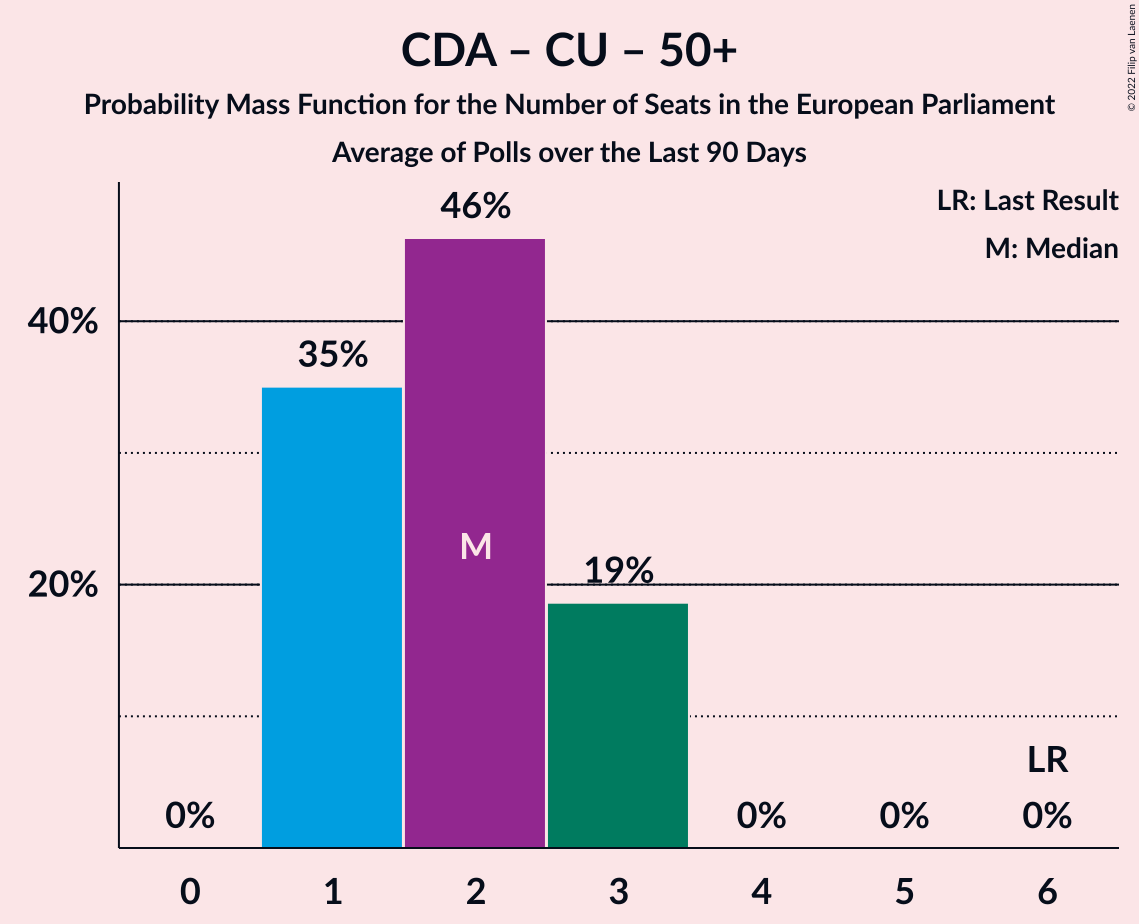 CDA – CU – 50+
Probability Mass Function for the Number of Seats in the European Parliament
Average of Polls over the Last 90 Days
© 2022 Filip van Laenen
LR: Last Result
M: Median
46%
40%
35%
M
19%
20%
LR
0%
0%
0%
0%
0
1
2
3
4
5
6